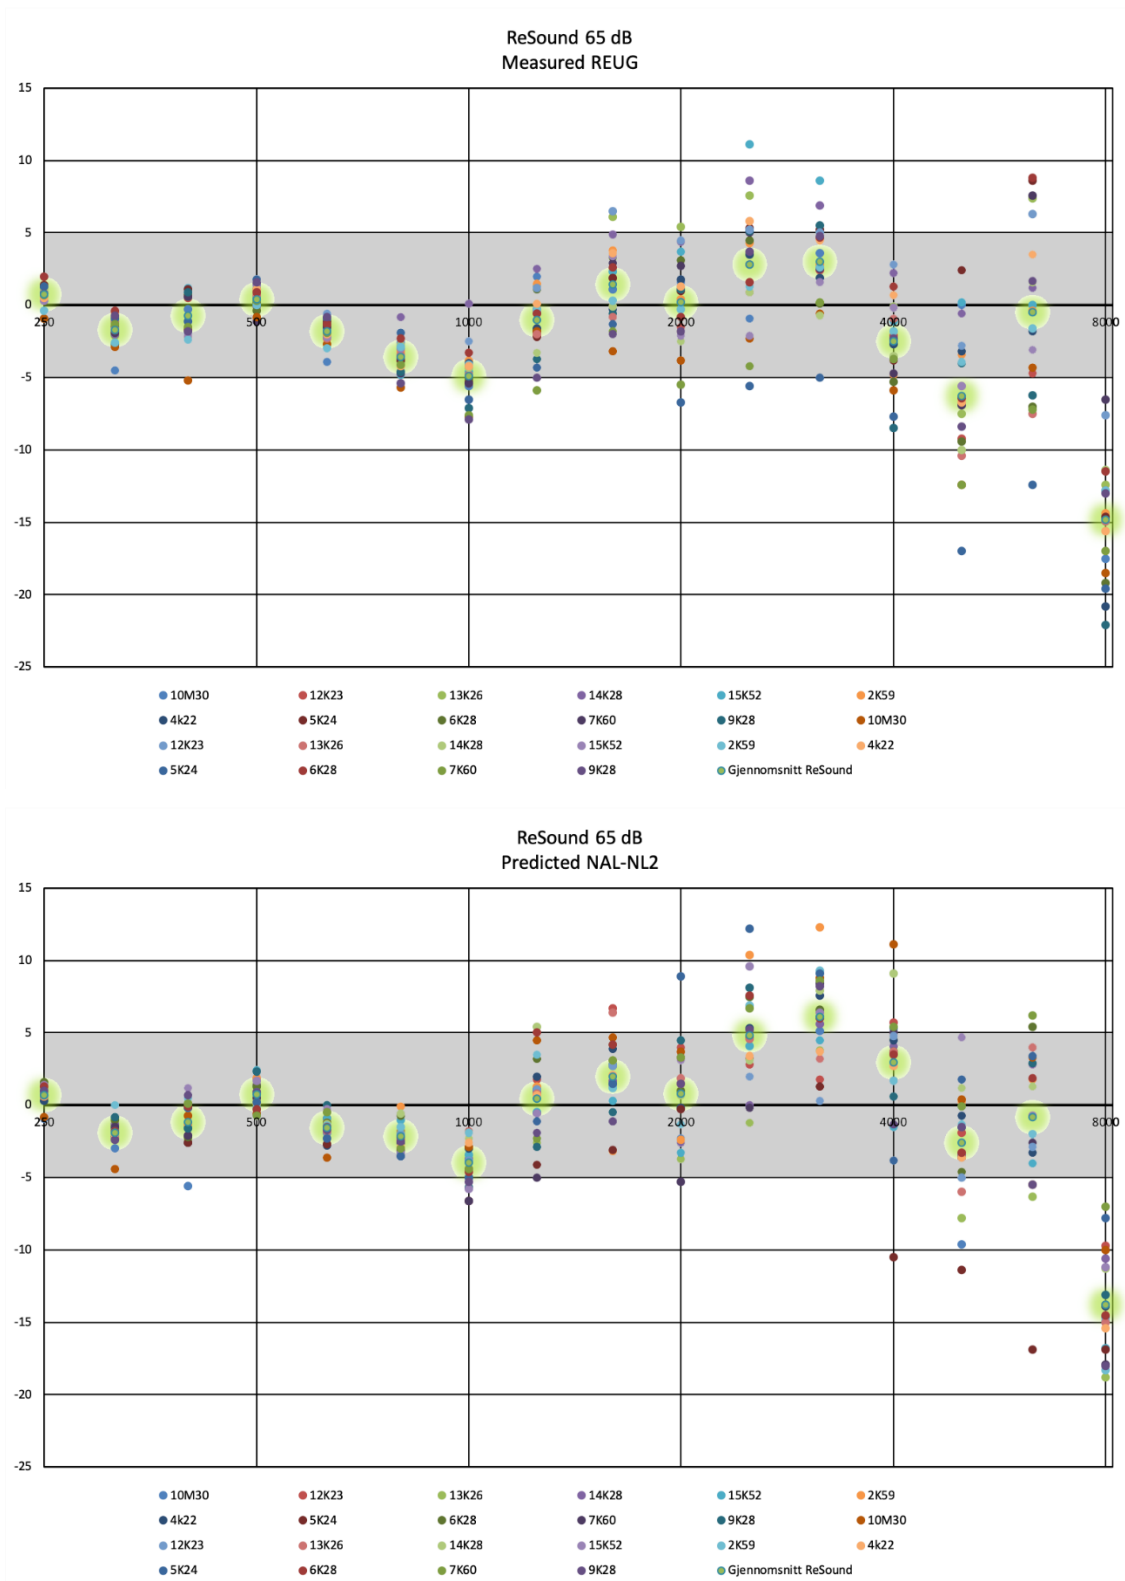 ReSound 65 dB
Measured REUG
15
10
5
0
250 500 1000 2000 4000 8000
-5
-10
-15
-20
-25
10M30 12K23 13K26 14K28 15K52 2K59
4k22 5K24 6K28 7K60 9K28 10M30
12K23 13K26 14K28 15K52 2K59 4k22
5K24 6K28 7K60 9K28 Gjennomsnitt ReSound
ReSound 65 dB
Predicted NAL-NL2
15
10
5
0
250 500 1000 2000 4000 8000
-5
-10
-15
-20
-25
10M30 12K23 13K26 14K28 15K52 2K59
4k22 5K24 6K28 7K60 9K28 10M30
12K23 13K26 14K28 15K52 2K59 4k22
5K24 6K28 7K60 9K28 Gjennomsnitt ReSound